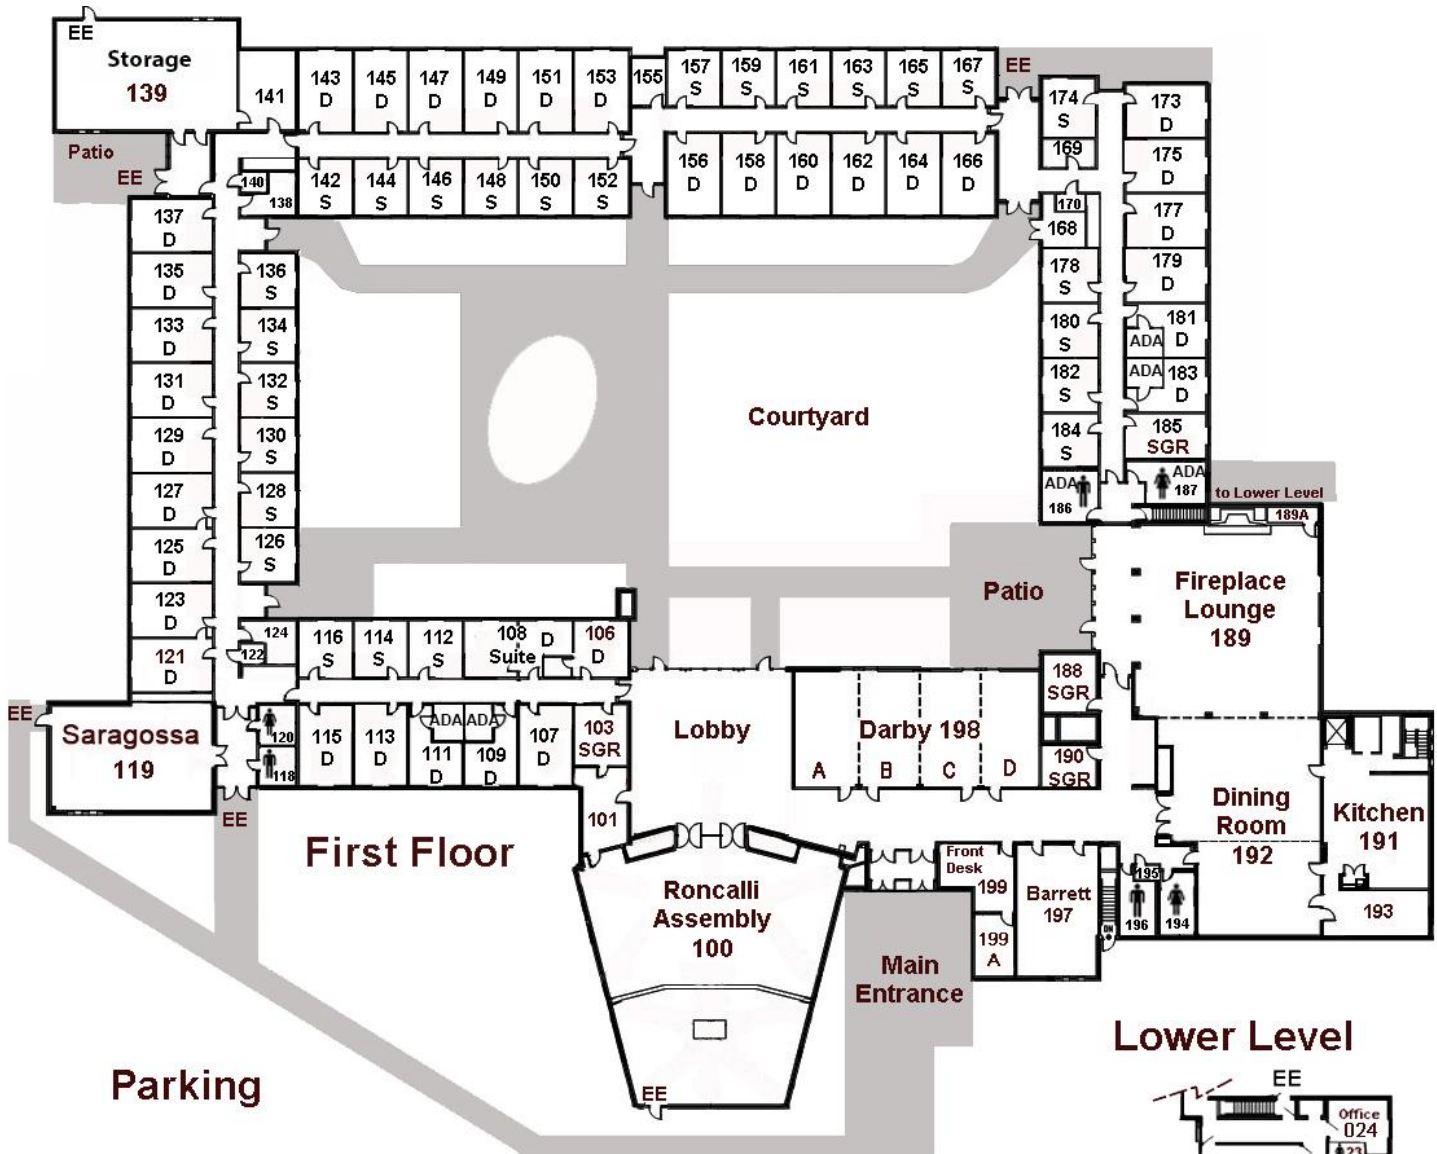 EE
Storage
139
141
143
D
145
D
147
D
149
D
151
D
153
D
155
157
S
159
S
161
S
163
S
165
S
167
S
EE
174
S
169
173
D
175
D
Patio
EE
140
138
142
S
144
S
146
S
148
S
150
S
152
S
156
D
158
D
160
D
162
D
164
D
166
D
170
168
177
D
137
D
135
D
136
S
178
S
179
D
133
D
134
S
180
S
181
D
ADA
131
D
132
S
182
S
ADA
183
D
129
D
130
S
Courtyard
184
S
185
SGR
127
D
128
S
ADA
186
ADA
187
to Lower Level
189A
125
D
126
S
123
D
124
122
121
D
116
S
114
S
112
S
108
Suite
D
106
D
Patio
Fireplace
Lounge
189
188
SGR
EE
Saragossa
119
120
118
115
D
113
D
ADA
ADA
111
D
109
D
107
D
103
SGR
101
Lobby
Darby 198
A
B
C
D
190
SGR
Dining
Room
192
Kitchen
191
193
EE
First Floor
Roncalli
Assembly
100
Front
Desk
199
199
A
Barrett
197
DN
195
196
194
Main
Entrance
EE
Parking
Lower Level
EE
Office
024
23